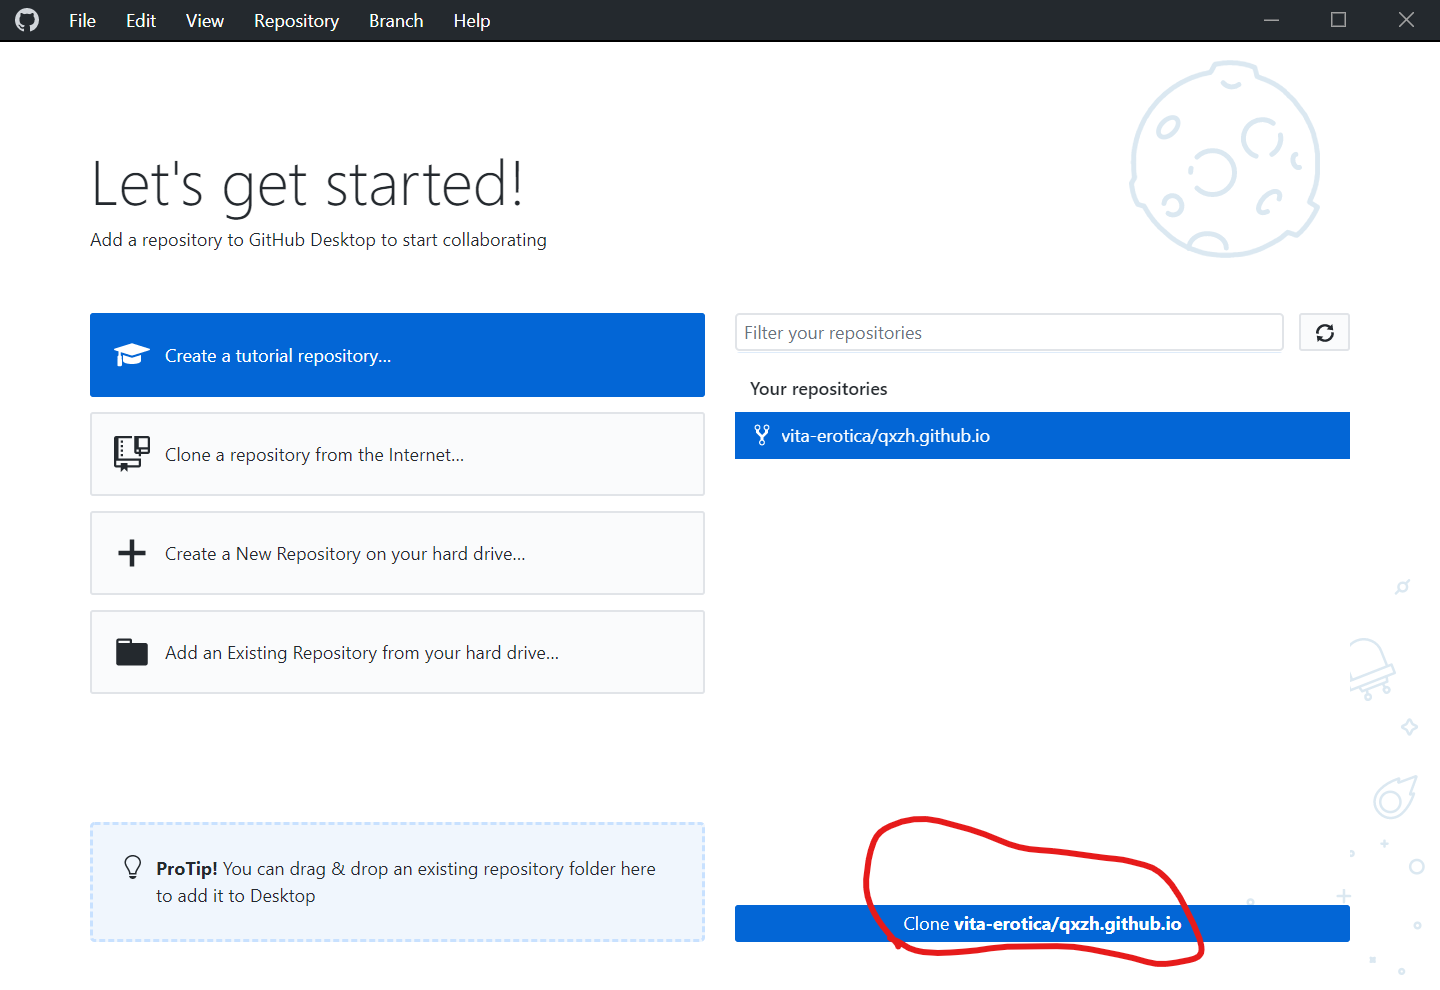 File Edit View Repository Branch Help
Let's get started!
Add a repository to GitHub Desktop to start collaborating
Create a tutorial repository...
Clone a repository from the Internet...
Create a New Repository on your hard drive...
Add an Existing Repository from your hard drive...
ProTip! You can drag & drop an existing repository folder here
to add it to Desktop
Filter your repositories
Your repositories
vita-erotica/qxzh.github.io
Clone vita-erotica/qxzh.github.io